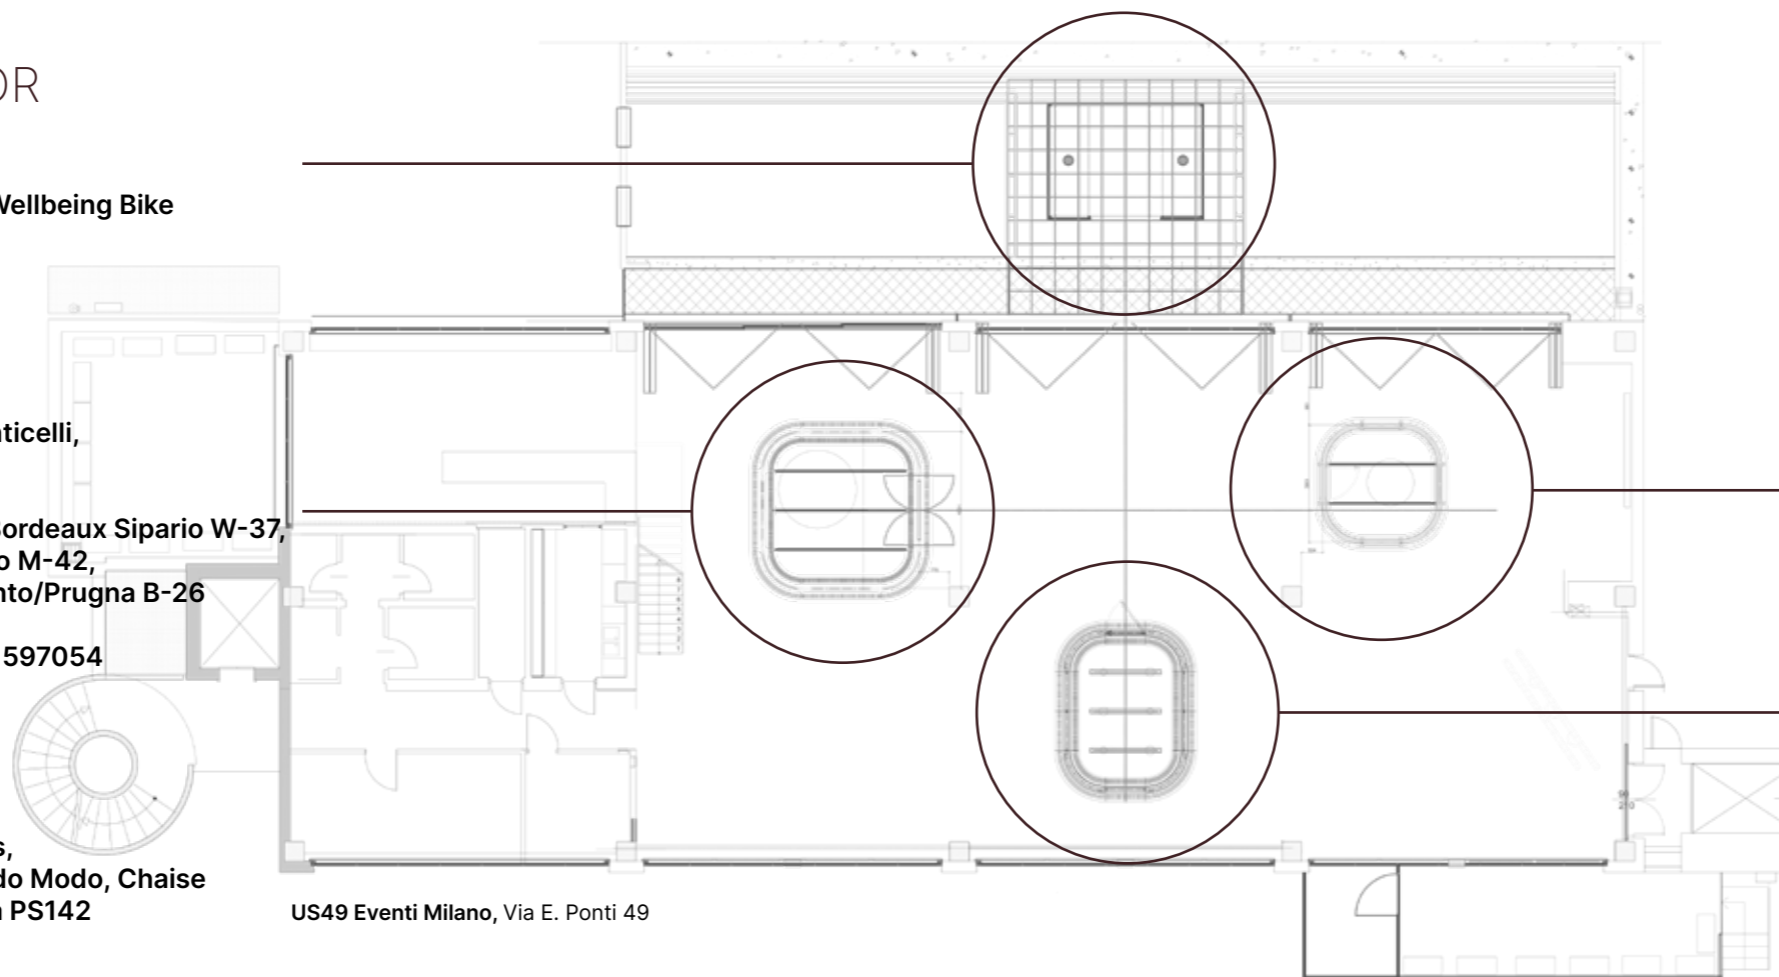 OR
Wellbeing Bike
nticelli,
Bordeaux Sipario W-37,
o M-42,
nto/Prugna B-26
597054
s,
do Modo, Chaise
n PS142
US49 Eventi Milano, Via E. Ponti 49